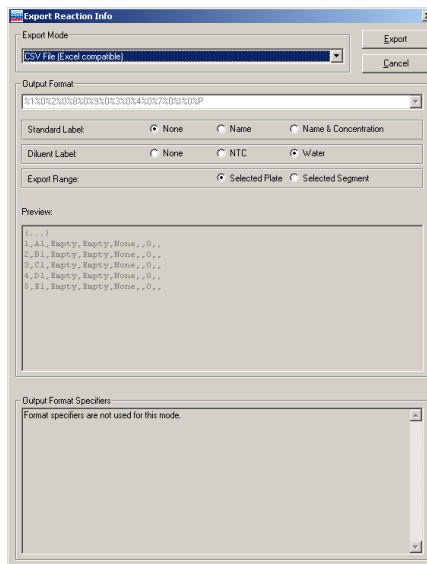 Export Reaction Info
Export Mode
Export
CSV File (Excel compatible)
Cancel
Output Format
%1%0%2%0%8%0%9%0%3%0%4%0%7%0%I%0%P
Standard Label: None Name Name & Concentration
Diluent Label: None NTC Water
Export Range: Selected Plate Selected Segment
Preview:
(...)
1,A1,Empty,Empty,None,,0,,
2,B1,Empty,Empty,None,,0,,
3,C1,Empty,Empty,None,,0,,
4,D1,Empty,Empty,None,,0,,
5,E1,Empty,Empty,None,,0,,
Output Format Specifiers
Format specifiers are not used for this mode.